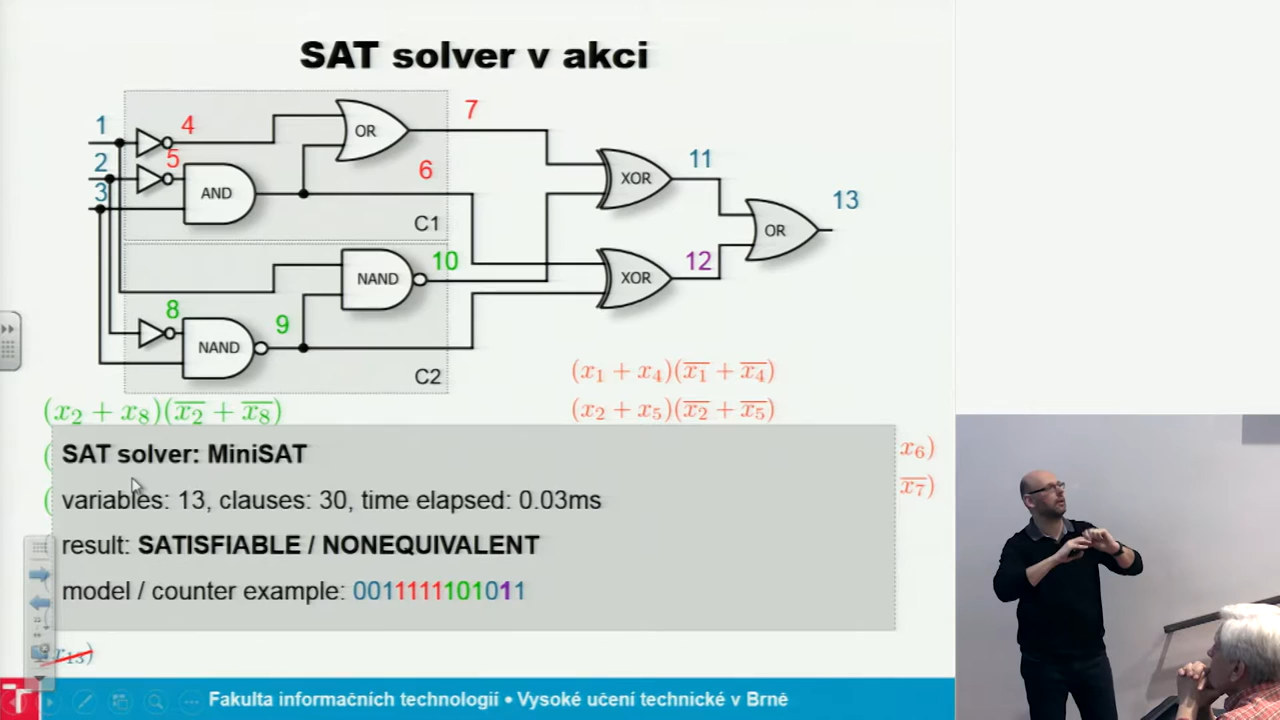 SAT solver v akci
1
2
3
4
5
6
7
OR
AND
C1
XOR
11
13
OR
XOR
12
10
NAND
8
9
NAND
C2
(x₁ + x₄)(x̅₁ + x̅₄)
(x₂ + x₈)(x̅₂ + x̅₈)
(x₂ + x₅)(x̅₂ + x̅₅)
x₆)
x̅₇)
SAT solver: MiniSAT
variables: 13, clauses: 30, time elapsed: 0.03ms
result: SATISFIABLE / NONEQUIVALENT
model / counter example: 0011111101011
x₁₃)
Fakulta informačních technologií • Vysoké učení technické v Brně